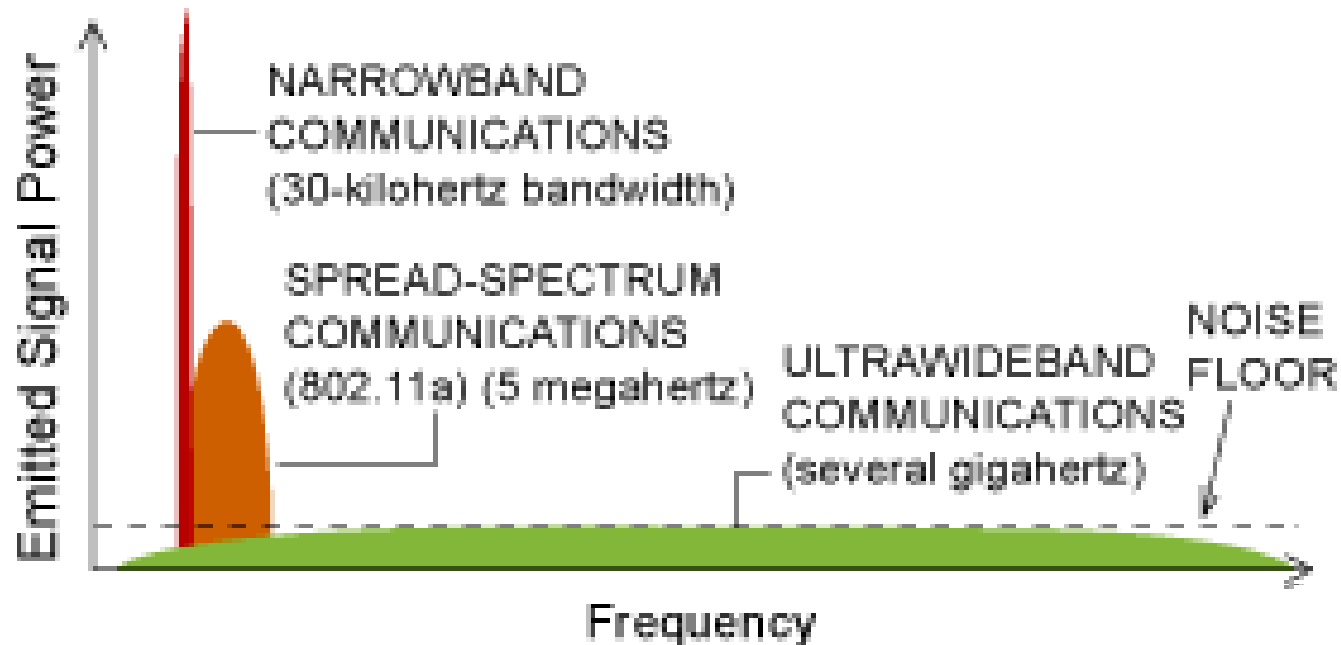 Emitted Signal Power
NARROWBAND
COMMUNICATIONS
(30-kilohertz bandwidth)
SPREAD-SPECTRUM
COMMUNICATIONS
(802.11a) (5 megahertz)
ULTRAWIDEBAND
COMMUNICATIONS
(several gigahertz)
NOISE
FLOOR
Frequency